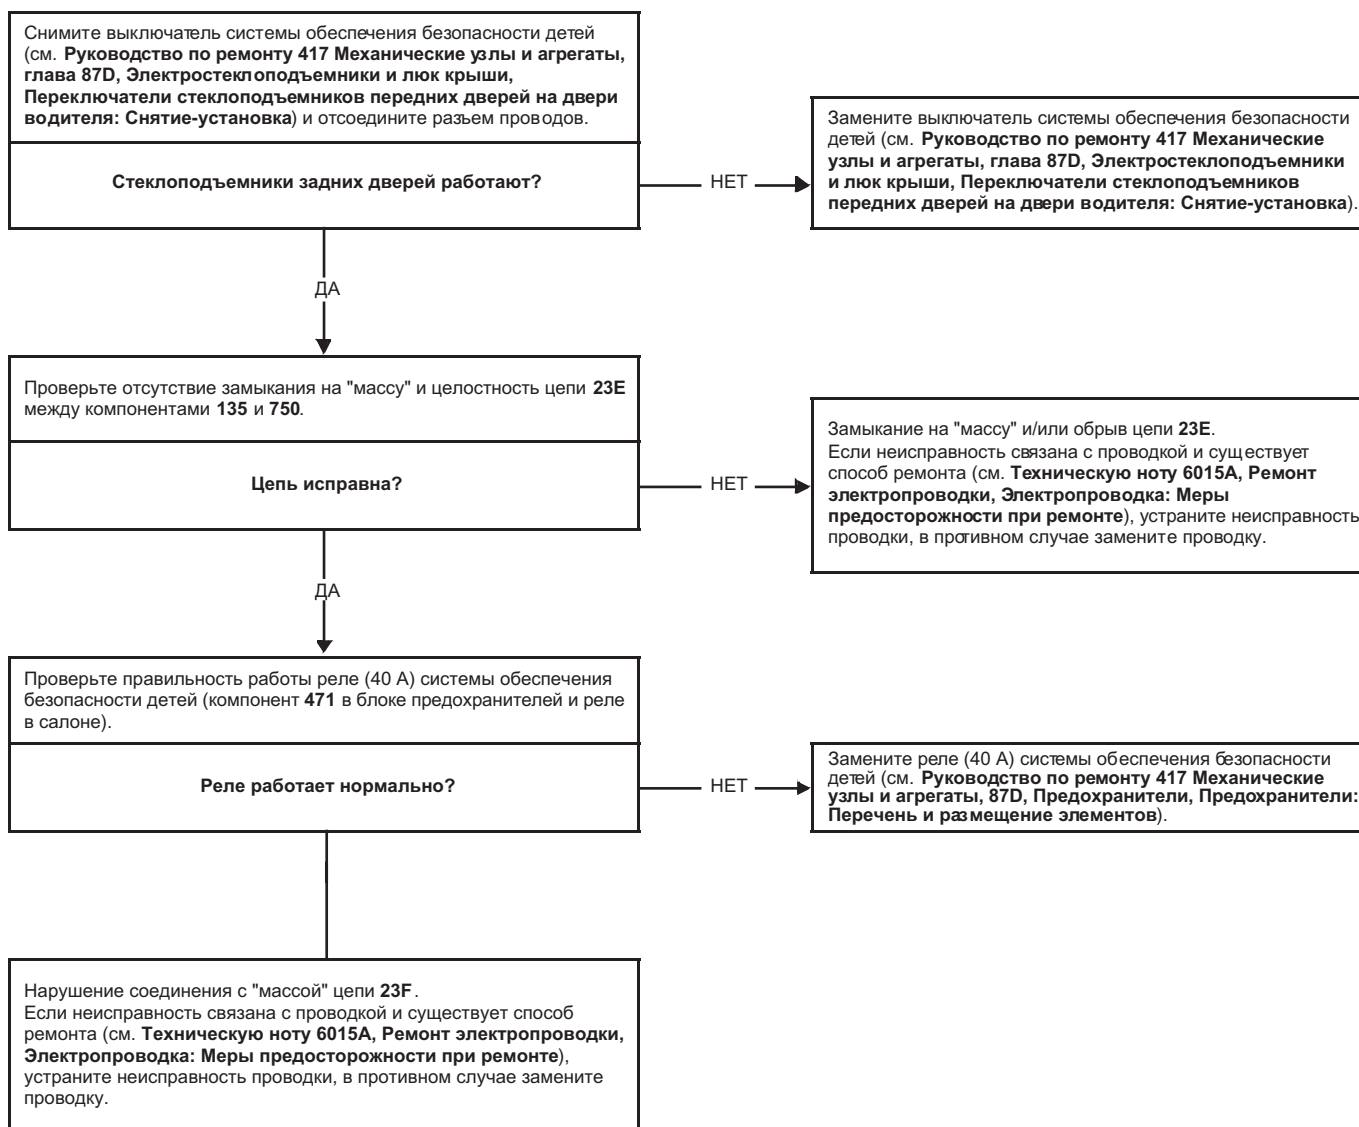 Снимите выключатель системы обеспечения безопасности детей
(см. Руководство по ремонту 417 Механические узлы и агрегаты,
глава 87D, Электростеклоподъемники и люк крыши,
Переключатели стеклоподъемников передних дверей на двери
водителя: Снятие-установка) и отсоедините разъем проводов.
Стеклоподъемники задних дверей работают?
НЕТ
Замените выключатель системы обеспечения безопасности
детей (см. Руководство по ремонту 417 Механические
узлы и агрегаты, глава 87D, Электростеклоподъемники
и люк крыши, Переключатели стеклоподъемников
передних дверей на двери водителя: Снятие-установка).
ДА
Проверьте отсутствие замыкания на "массу" и целостность цепи 23E
между компонентами 135 и 750.
Цепь исправна?
НЕТ
Замыкание на "массу" и/или обрыв цепи 23E.
Если неисправность связана с проводкой и существует
способ ремонта (см. Техническую ноту 6015A, Ремонт
электропроводки, Электропроводка: Меры
предосторожности при ремонте), устраните неисправность
проводки, в противном случае замените проводку.
ДА
Проверьте правильность работы реле (40 А) системы обеспечения
безопасности детей (компонент 471 в блоке предохранителей и реле
в салоне).
Реле работает нормально?
НЕТ
Замените реле (40 А) системы обеспечения безопасности
детей (см. Руководство по ремонту 417 Механические
узлы и агрегаты, 87D, Предохранители, Предохранители:
Перечень и размещение элементов).
Нарушение соединения с "массой" цепи 23F.
Если неисправность связана с проводкой и существует способ
ремонта (см. Техническую ноту 6015A, Ремонт электропроводки,
Электропроводка: Меры предосторожности при ремонте),
устраните неисправность проводки, в противном случае замените
проводку.